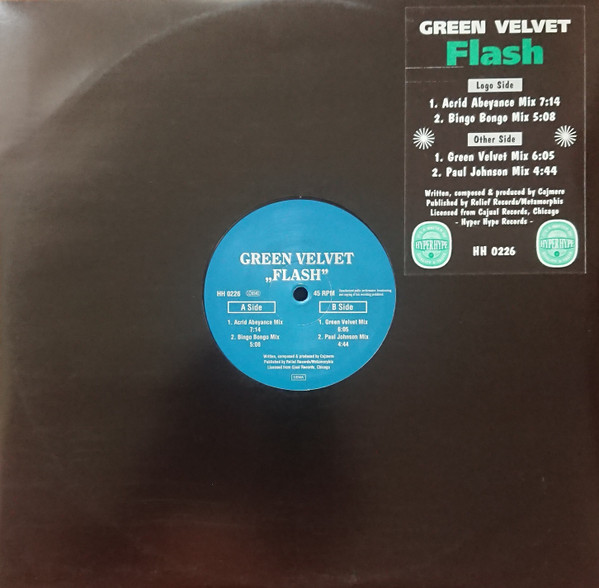 GREEN VELVET
Flash
Logo Side
1. Acrid Abeyance Mix 7:14
2. Bingo Bongo Mix 5:08
Other Side
1. Green Velvet Mix 6:05
2. Paul Johnson Mix 4:44
Written, composed & produced by Cajmere
Published by Relief Records/Metamorphis
Licensed from Cajual Records, Chicago
- Hyper Hype Records -
HYPER HYPE
HYPER HYPE
HH 0226
GREEN VELVET
„FLASH”
HH 0226
45 RPM
A Side
1. Acrid Abeyance Mix
7:14
2. Bingo Bongo Mix
5:08
B Side
1. Green Velvet Mix
6:05
2. Paul Johnson Mix
4:44
Written, composed & produced by Cajmere
Published by Relief Records/Metamorphis
Licensed from Records, Chicago